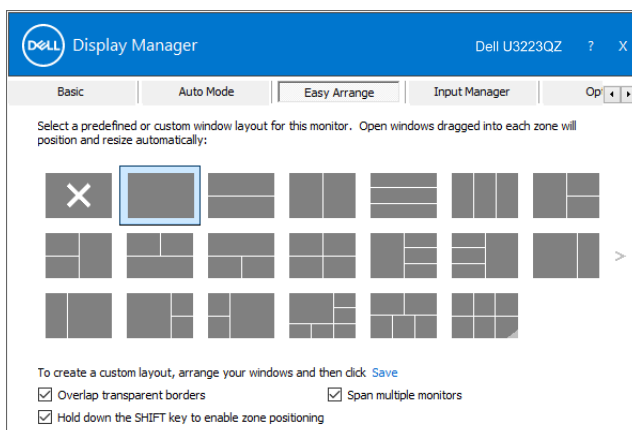 DELL Display Manager Dell U3223QZ ? X
Basic Auto Mode Easy Arrange Input Manager
Select a predefined or custom window layout for this monitor. Open windows dragged into each zone will
position and resize automatically:
>
To create a custom layout, arrange your windows and then click Save
Overlap transparent borders Span multiple monitors
Hold down the SHIFT key to enable zone positioning